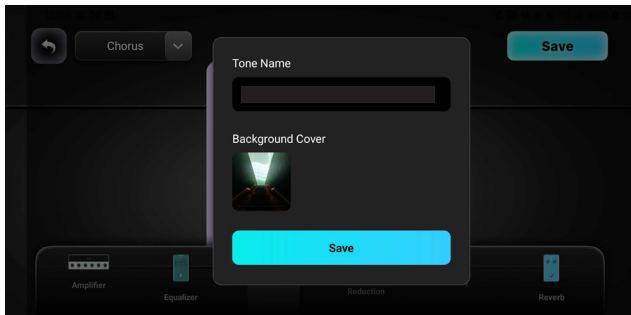 Chorus
Save
Tone Name
Background Cover
Save
Amplifier
Equalizer
Reduction
Reverb